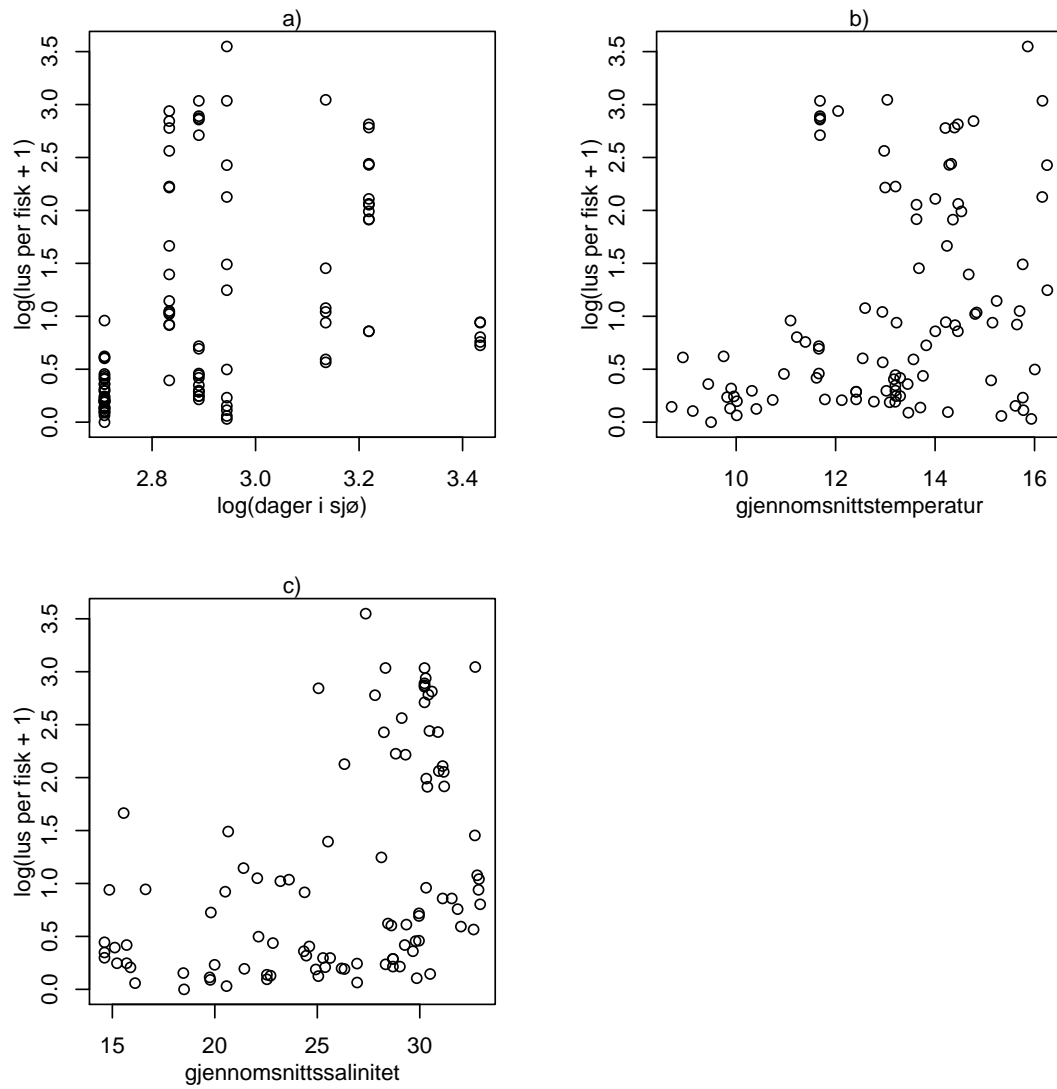 a)
log(lus per fisk + 1)
0.0 0.5 1.0 1.5 2.0 2.5 3.0 3.5
2.8 3.0 3.2 3.4
log(dager i sjø)
b)
log(lus per fisk + 1)
0.0 0.5 1.0 1.5 2.0 2.5 3.0 3.5
10 12 14 16
gjennomsnittstemperatur
c)
log(lus per fisk + 1)
0.0 0.5 1.0 1.5 2.0 2.5 3.0 3.5
15 20 25 30
gjennomsnittssalinitet